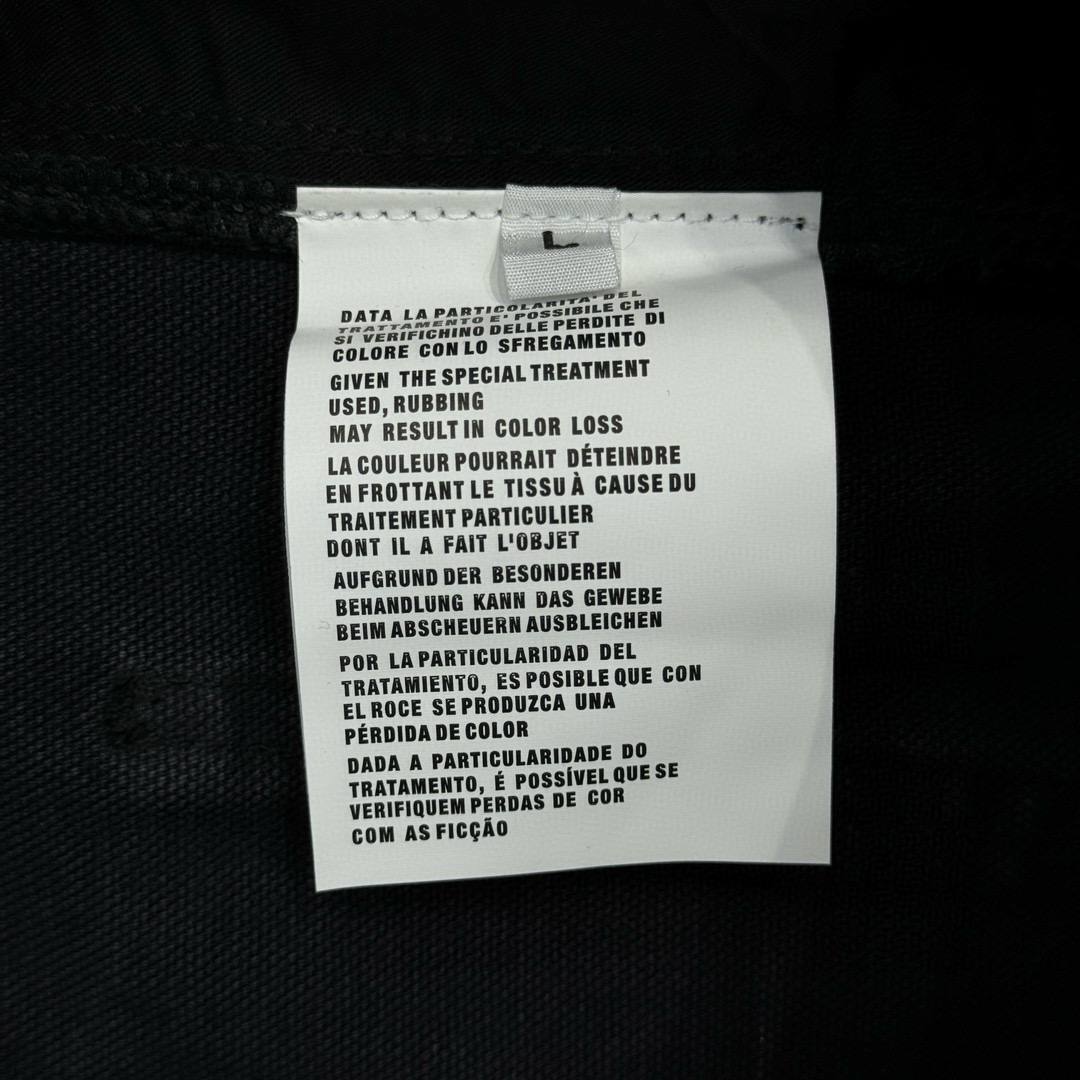 L
DATA LA PARTICOLARITA' DEL
TRATTAMENTO E' POSSIBILE CHE
SI VERIFICHINO DELLE PERDITE DI
COLORE CON LO SFREGAMENTO
GIVEN THE SPECIAL TREATMENT
USED, RUBBING
MAY RESULT IN COLOR LOSS
LA COULEUR POURRAIT DÉTEINDRE
EN FROTTANT LE TISSU À CAUSE DU
TRAITEMENT PARTICULIER
DONT IL A FAIT L'OBJET
AUFGRUND DER BESONDEREN
BEHANDLUNG KANN DAS GEWEBE
BEIM ABSCHEUERN AUSBLEICHEN
POR LA PARTICULARIDAD DEL
TRATAMIENTO, ES POSIBLE QUE CON
EL ROCE SE PRODUZCA UNA
PÉRDIDA DE COLOR
DADA A PARTICULARIDADE DO
TRATAMENTO, É POSSÍVEL QUE SE
VERIFIQUEM PERDAS DE COR
COM AS FICÇÃO